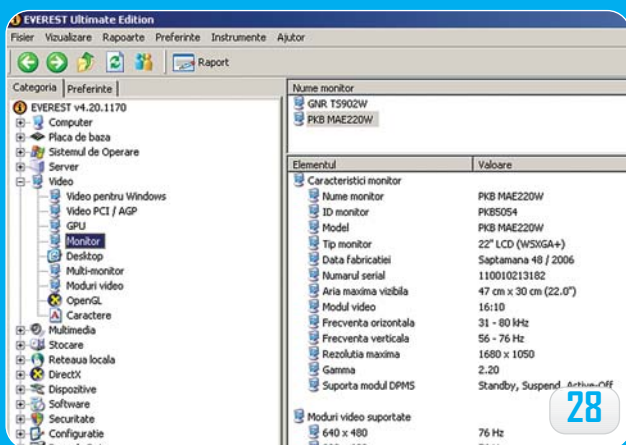 EVEREST Ultimate Edition
Fisier Vizualizare Rapoarte Preferinte Instrumente Ajutor
Raport
Categoria Preferinte
EVEREST v4.20.1170
Computer
Placa de baza
Sistemul de Operare
Server
Video
Video pentru Windows
Video PCI / AGP
GPU
Monitor
Desktop
Multi-monitor
Moduri video
OpenGL
Caractere
Multimedia
Stocare
Reteaua locala
DirectX
Dispozitive
Software
Securitate
Configuratie
Nume monitor
GNR TS902W
PKB MAE220W
Elementul Valoare
Caracteristici monitor
Nume monitor PKB MAE220W
ID monitor PKB5054
Model PKB MAE220W
Tip monitor 22" LCD (WSXGA+)
Data fabricatiei Saptamana 48 / 2006
Numarul serial 110010213182
Aria maxima vizibila 47 cm x 30 cm (22.0")
Modul video 16:10
Frecventa orizontala 31 - 80 kHz
Frecventa verticala 56 - 76 Hz
Rezolutia maxima 1680 x 1050
Gamma 2.20
Suporta modul DPMS Standby, Suspend, Active-Off
Moduri video suportate
640 x 480 76 Hz
28